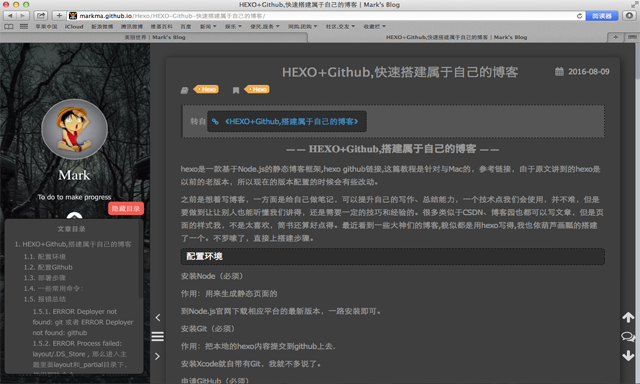 HEXO+Github,快速搭建属于自己的博客 | Mark's Blog
markma.github.io/Hexo/HEXO-Github-快速搭建属于自己的博客/
阅读器
苹果中国 iCloud 新浪微博 腾讯微博 维基百科 百度 新闻 娱乐 便民.服务 网购.团购 社区.交友 收藏栏
美丽世界 | Mark's Blog
HEXO+Github,快速搭建属于自己的博客 | Mark's Blog
Mark
To do to make progress
隐藏目录
文章目录
1. HEXO+Github,搭建属于自己的博客
1.1. 配置环境
1.2. 配置Github
1.3. 部署步骤
1.4. 一些常用命令:
1.5. 报错总结
1.5.1. ERROR Deployer not
found: git 或者 ERROR Deployer
not found: github
1.5.2. ERROR Process failed:
layout/.DS_Store , 那么进入主
题里面layout和_partial目录下,
HEXO+Github,快速搭建属于自己的博客
2016-08-09
Hexo
Hexo
转自 《HEXO+Github,搭建属于自己的博客》
—— HEXO+Github,搭建属于自己的博客 ——
hexo是一款基于Node.js的静态博客框架,hexo github链接,这篇教程是针对与Mac的，参考链接，由于原文讲到的hexo是
以前的老版本，所以现在的版本配置的时候会有些改动。
之前是想着写博客，一方面是给自己做笔记，可以提升自己的写作、总结能力，一个技术点我们会使用，并不难，但是
要做到让让别人也能听懂我们讲得，还是需要一定的技巧和经验的。很多类似于CSDN、博客园也都可以写文章，但是页
面的样式我，不是太喜欢，简书还算好点得。最近看到一些大神们的博客,貌似都是用hexo写得,我也依葫芦画瓢的搭建
了一个。不罗嗦了，直接上搭建步骤。
配置环境
安装Node（必须）
作用：用来生成静态页面的
到Node.js官网下载相应平台的最新版本，一路安装即可。
安装Git（必须）
作用：把本地的hexo内容提交到github上去.
安装Xcode就自带有Git，我就不多说了。
申请GitHub（必须）